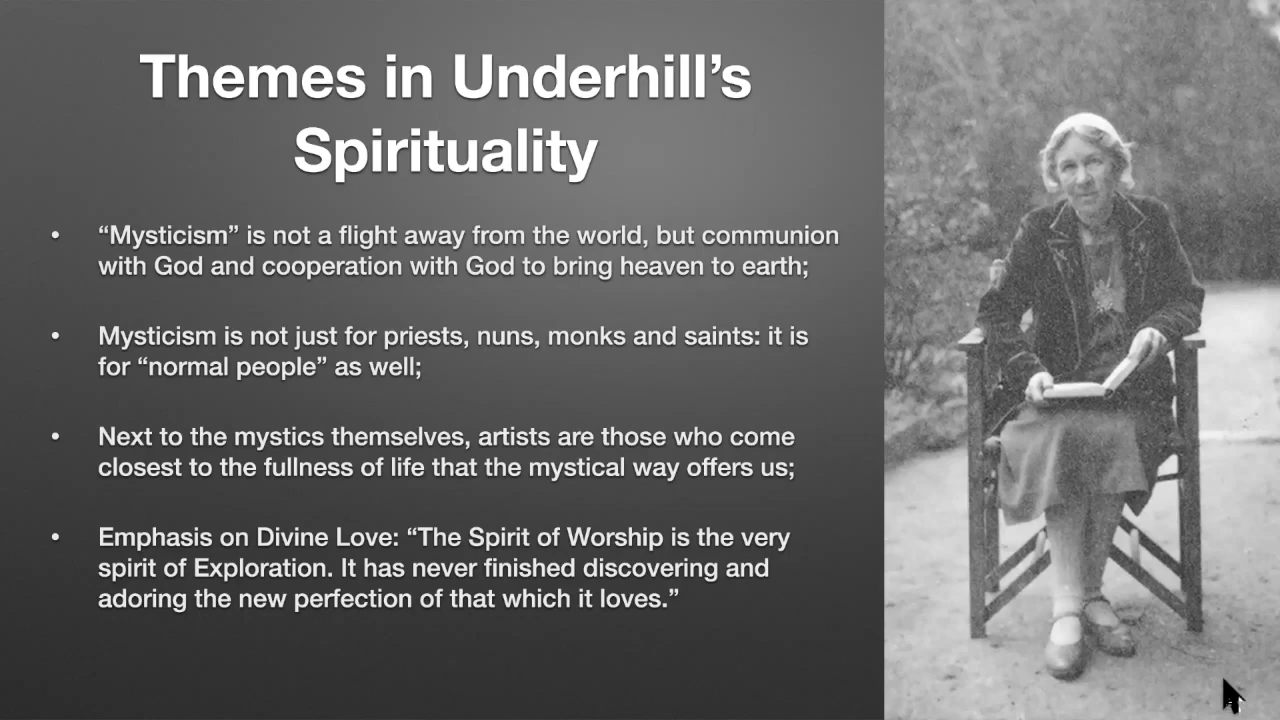 Themes in Underhill’s
Spirituality
• “Mysticism” is not a flight away from the world, but communion
with God and cooperation with God to bring heaven to earth;
• Mysticism is not just for priests, nuns, monks and saints: it is
for “normal people” as well;
• Next to the mystics themselves, artists are those who come
closest to the fullness of life that the mystical way offers us;
• Emphasis on Divine Love: “The Spirit of Worship is the very
spirit of Exploration. It has never finished discovering and
adoring the new perfection of that which it loves.”